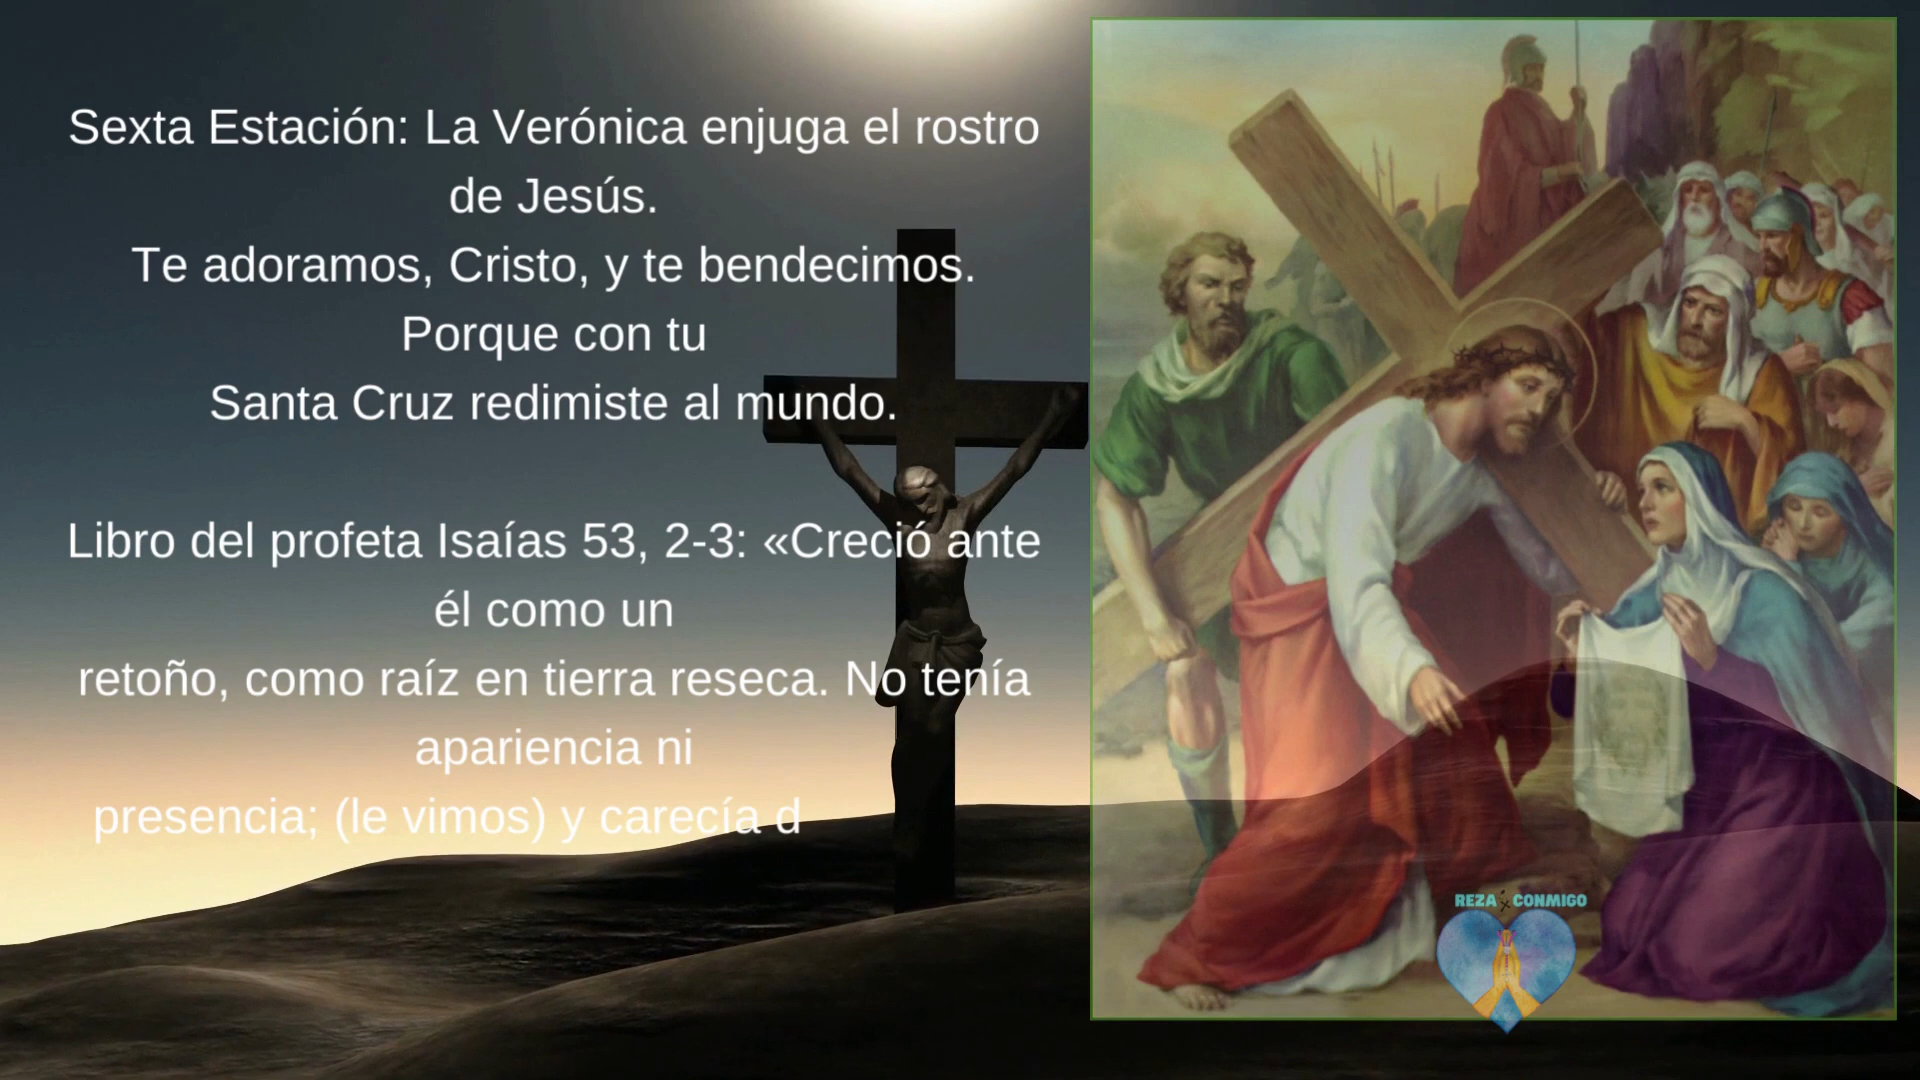 Sexta Estación: La Verónica enjuga el rostro
de Jesús.
Te adoramos, Cristo, y te bendecimos.
Porque con tu
Santa Cruz redimiste al mundo.
Libro del profeta Isaías 53, 2-3: «Creció ante
él como un
retoño, como raíz en tierra reseca. No tenía
apariencia ni
presencia; (le vimos) y carecía d
REZA CONMIGO